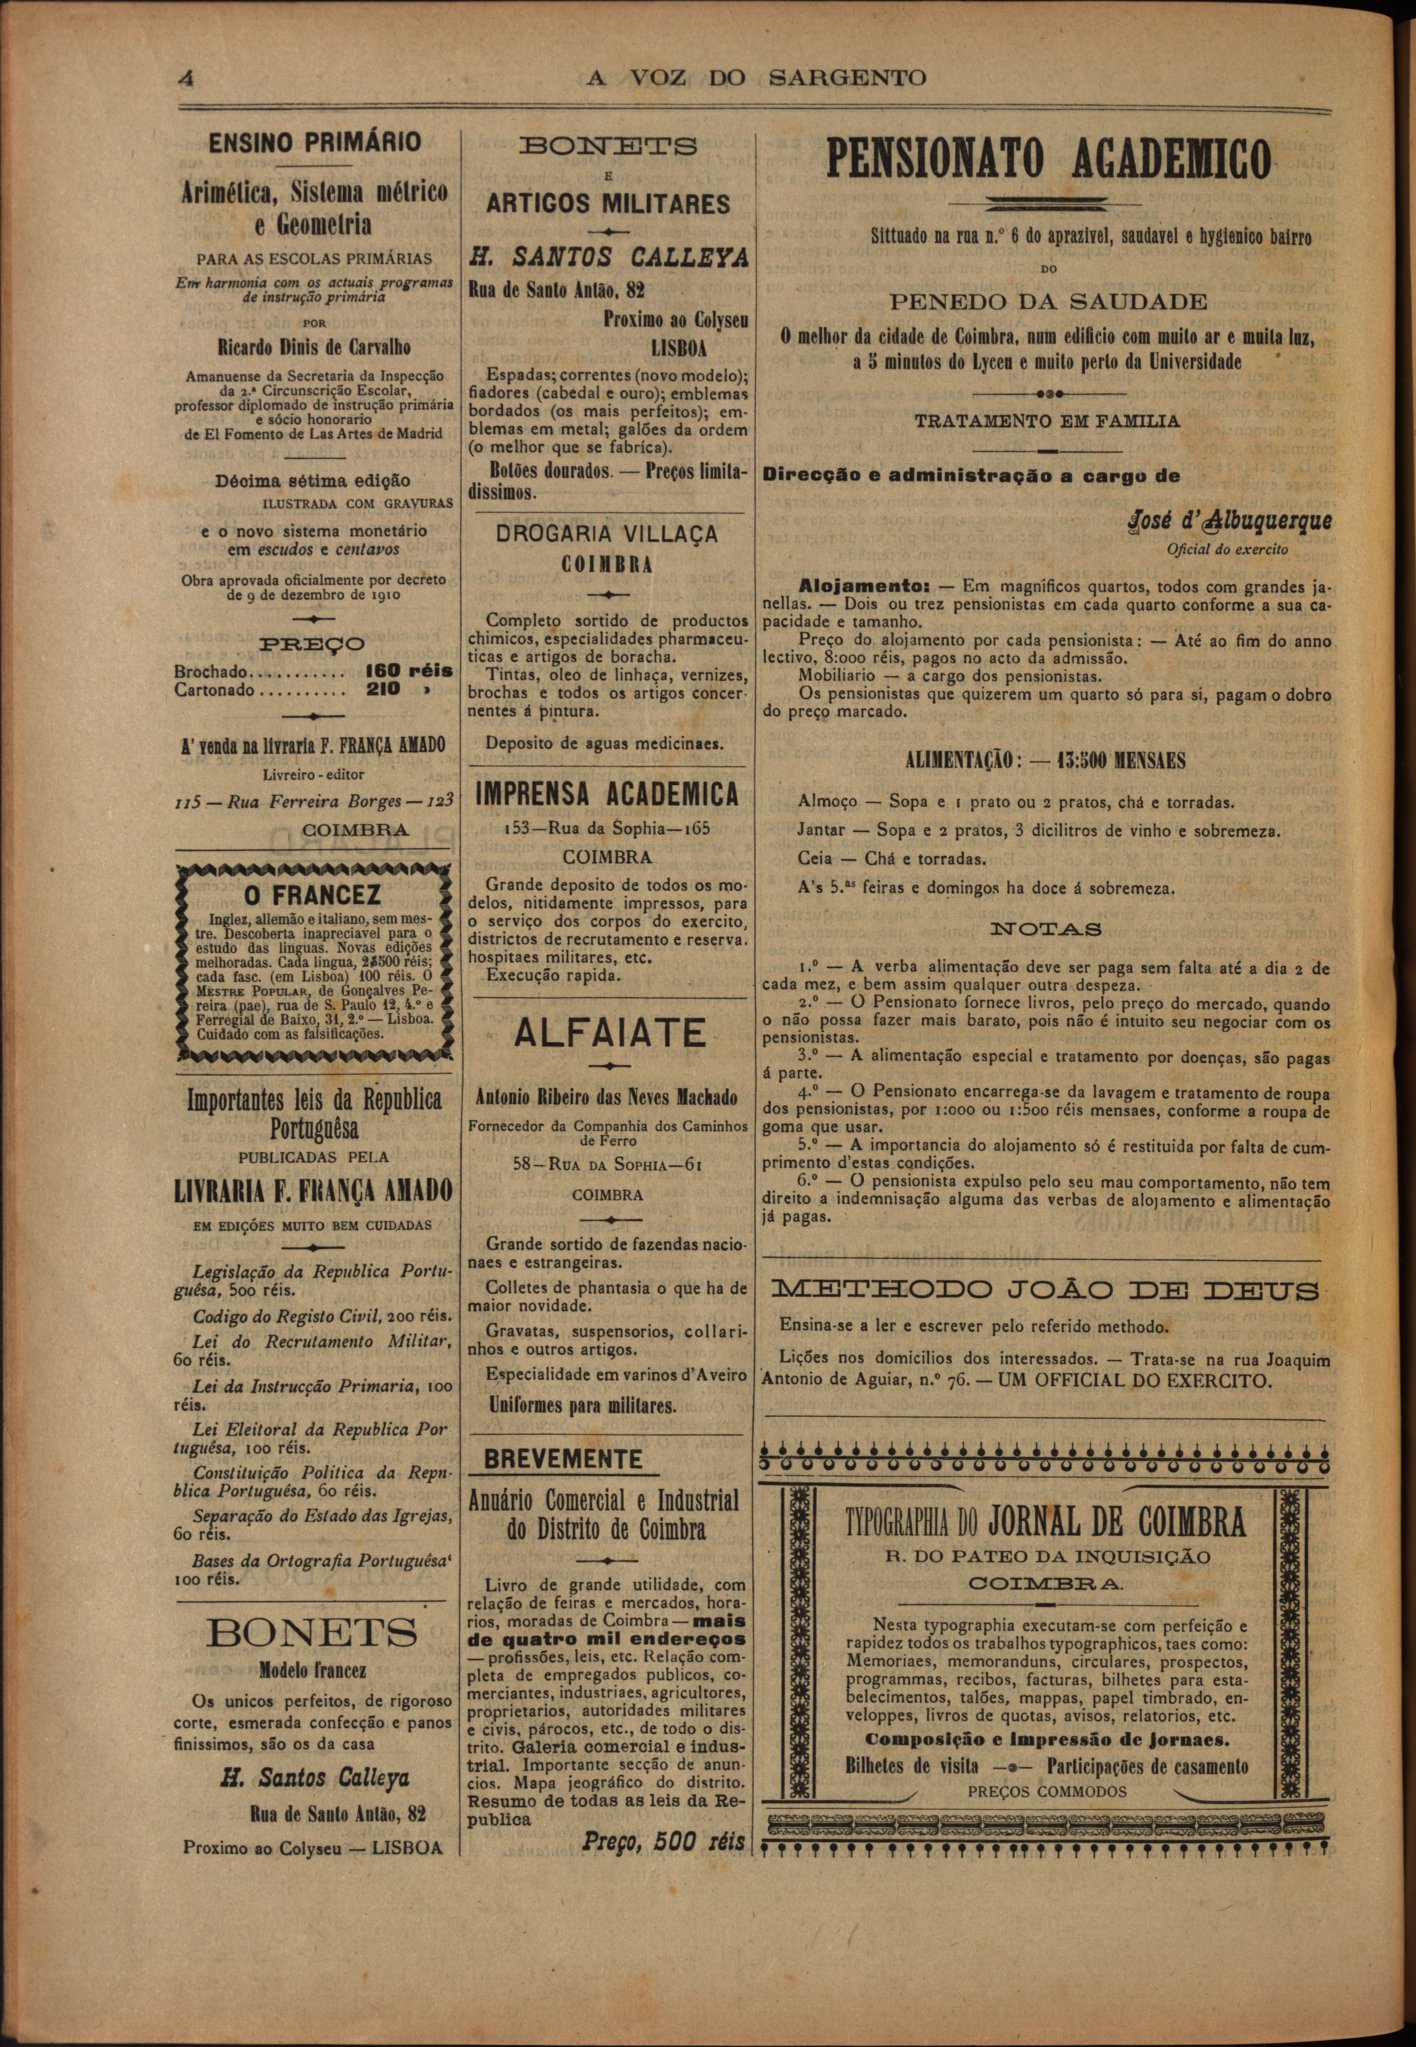 4
A VOZ DO SARGENTO
ENSINO PRIMÁRIO
Arimética, Sistema métrico
e Geometria
PARA AS ESCOLAS PRIMÁRIAS
Em harmonia com os actuais programas
de instrução primária
POR
Ricardo Dinis de Carvalho
Amanuense da Secretaria da Inspecção
da 2.ª Circunscrição Escolar,
professor diplomado de instrução primária
e sócio honorario
de El Fomento de Las Artes de Madrid
Décima sétima edição
ILUSTRADA COM GRAVURAS
e o novo sistema monetário
em escudos e centavos
Obra aprovada oficialmente por decreto
de 9 de dezembro de 1910
PREÇO
Brochado........... 160 réis
Cartonado.......... 210 »
A' venda na livraria F. FRANÇA AMADO
Livreiro-editor
115 — Rua Ferreira Borges — 123
COIMBRA
O FRANCEZ
Inglez, allemão e italiano, sem mes-
tre. Descoberta inapreciavel para o
estudo das linguas. Novas edições
melhoradas. Cada lingua, 2$500 réis;
cada fasc. (em Lisboa) 100 réis. O
MESTRE POPULAR, de Gonçalves Pe-
reira (pae), rua de S. Paulo 12, 4.º e
Ferregial de Baixo, 31, 2.º — Lisboa.
Cuidado com as falsificações.
Importantes leis da Republica
Portuguêsa
PUBLICADAS PELA
LIVRARIA F. FRANÇA AMADO
EM EDIÇÕES MUITO BEM CUIDADAS
Legislação da Republica Portu-
guêsa, 500 réis.
Codigo do Registo Civil, 200 réis.
Lei do Recrutamento Militar,
60 réis.
Lei da Instrucção Primaria, 100
réis.
Lei Eleitoral da Republica Por
tuguêsa, 100 réis.
Constituição Politica da Repn-
blica Portuguêsa, 60 réis.
Separação do Estado das Igrejas,
60 réis.
Bases da Ortografia Portuguêsa‘
100 réis.
BONETS
Modelo francez
Os unicos perfeitos, de rigoroso
corte, esmerada confecção e panos
finissimos, são os da casa
H. Santos Calleya
Rua de Santo Antão, 82
Proximo ao Colyseu — LISBOA
BONETS
E
ARTIGOS MILITARES
H. SANTOS CALLEYA
Rua de Santo Antão, 82
Proximo ao Colyseu
LISBOA
Espadas; correntes (novo modelo);
fiadores (cabedal e ouro); emblemas
bordados (os mais perfeitos); em-
blemas em metal; galões da ordem
(o melhor que se fabríca).
Botões dourados. — Preços limita-
dissimos.
DROGARIA VILLAÇA
COIMBRA
Completo sortido de productos
chimicos, especialidades pharmaceu-
ticas e artigos de boracha.
Tintas, oleo de linhaça, vernizes,
brochas e todos os artigos concer-
nentes á pintura.
Deposito de aguas medicinaes.
IMPRENSA ACADEMICA
153—Rua da Sophia—165
COIMBRA
Grande deposito de todos os mo-
delos, nitidamente impressos, para
o serviço dos corpos do exercito,
districtos de recrutamento e reserva.
hospitaes militares, etc.
Execução rapida.
ALFAIATE
Antonio Ribeiro das Neves Machado
Fornecedor da Companhia dos Caminhos
de Ferro
58—RUA DA SOPHIA—61
COIMBRA
Grande sortido de fazendas nacio-
naes e estrangeiras.
Colletes de phantasia o que ha de
maior novidade.
Gravatas, suspensorios, collari-
nhos e outros artigos.
Especialidade em varinos d'Aveiro
Uniformes para militares.
BREVEMENTE
Anuário Comercial e Industrial
do Distrito de Coimbra
Livro de grande utilidade, com
relação de feiras e mercados, hora-
rios, moradas de Coimbra — mais
de quatro mil endereços
— profissões, leis, etc. Relação com-
pleta de empregados publicos, co-
merciantes, industriaes, agricultores,
proprietarios, autoridades militares
e civis, párocos, etc., de todo o dis-
trito. Galeria comercial e indus-
trial. Importante secção de anun-
cios. Mapa jeográfico do distrito.
Resumo de todas as leis da Re-
publica
Preço, 500 réis
PENSIONATO AGADEMIGO
Sittuado na rua n.º 6 do aprazivel, saudavel e hygienico bairro
DO
PENEDO DA SAUDADE
O melhor da cidade de Coimbra, num edificio com muito ar e muita luz,
a 5 minutos do Lyceu e muito perto da Universidade
TRATAMENTO EM FAMILIA
Direcção e administração a cargo de
José d'Albuquerque
Oficial do exercito
Alojamento: — Em magnificos quartos, todos com grandes ja-
nellas. — Dois ou trez pensionistas em cada quarto conforme a sua ca-
pacidade e tamanho.
Preço do alojamento por cada pensionista: — Até ao fim do anno
lectivo, 8:000 réis, pagos no acto da admissão.
Mobiliario — a cargo dos pensionistas.
Os pensionistas que quizerem um quarto só para si, pagam o dobro
do preço marcado.
ALIMENTAÇÃO: — 13:500 MENSAES
Almoço — Sopa e 1 prato ou 2 pratos, chá e torradas.
Jantar — Sopa e 2 pratos, 3 dicilitros de vinho e sobremeza.
Ceia — Chá e torradas.
A's 5.as feiras e domingos ha doce á sobremeza.
NOTAS
1.º — A verba alimentação deve ser paga sem falta até a dia 2 de
cada mez, e bem assim qualquer outra despeza.
2.º — O Pensionato fornece livros, pelo preço do mercado, quando
o não possa fazer mais barato, pois não é intuito seu negociar com os
pensionistas.
3.º — A alimentação especial e tratamento por doenças, são pagas
á parte.
4.º — O Pensionato encarrega-se da lavagem e tratamento de roupa
dos pensionistas, por 1:000 ou 1:500 réis mensaes, conforme a roupa de
goma que usar.
5.º — A importancia do alojamento só é restituida por falta de cum-
primento d'estas condições.
6.º — O pensionista expulso pelo seu mau comportamento, não tem
direito a indemnisação alguma das verbas de alojamento e alimentação
já pagas.
METHODO JOÃO DE DEUS
Ensina-se a ler e escrever pelo referido methodo.
Lições nos domicilios dos interessados. — Trata-se na rua Joaquim
Antonio de Aguiar, n.º 76. — UM OFFICIAL DO EXERCITO.
TYPOGRAPHIA DO JORNAL DE COIMBRA
R. DO PATEO DA INQUISIÇÃO
COIMBRA.
Nesta typographia executam-se com perfeição e
rapidez todos os trabalhos typographicos, taes como:
Memoriaes, memoranduns, circulares, prospectos,
programmas, recibos, facturas, bilhetes para esta-
belecimentos, talões, mappas, papel timbrado, en-
veloppes, livros de quotas, avisos, relatorios, etc.
Composição e impressão de jornaes.
Bilhetes de visita — Participações de casamento
PREÇOS COMMODOS